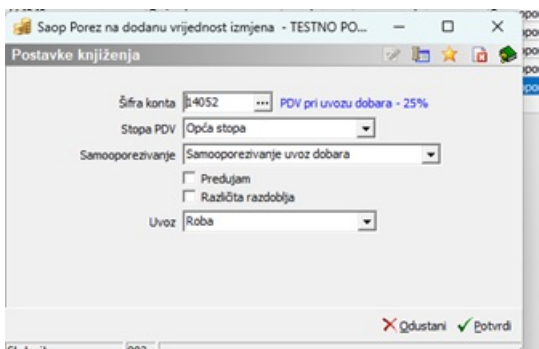 Saop Porez na dodanu vrijednost izmjena - TESTNO PO...
Postavke knjiženja
Šifra konta 14052 ... PDV pri uvozu dobara - 25%
Stopa PDV Opća stopa
Samooporezivanje Samooporezivanje uvoz dobara
Predujam
Različita razdoblja
Uvoz Roba
Odustani Potvrdi